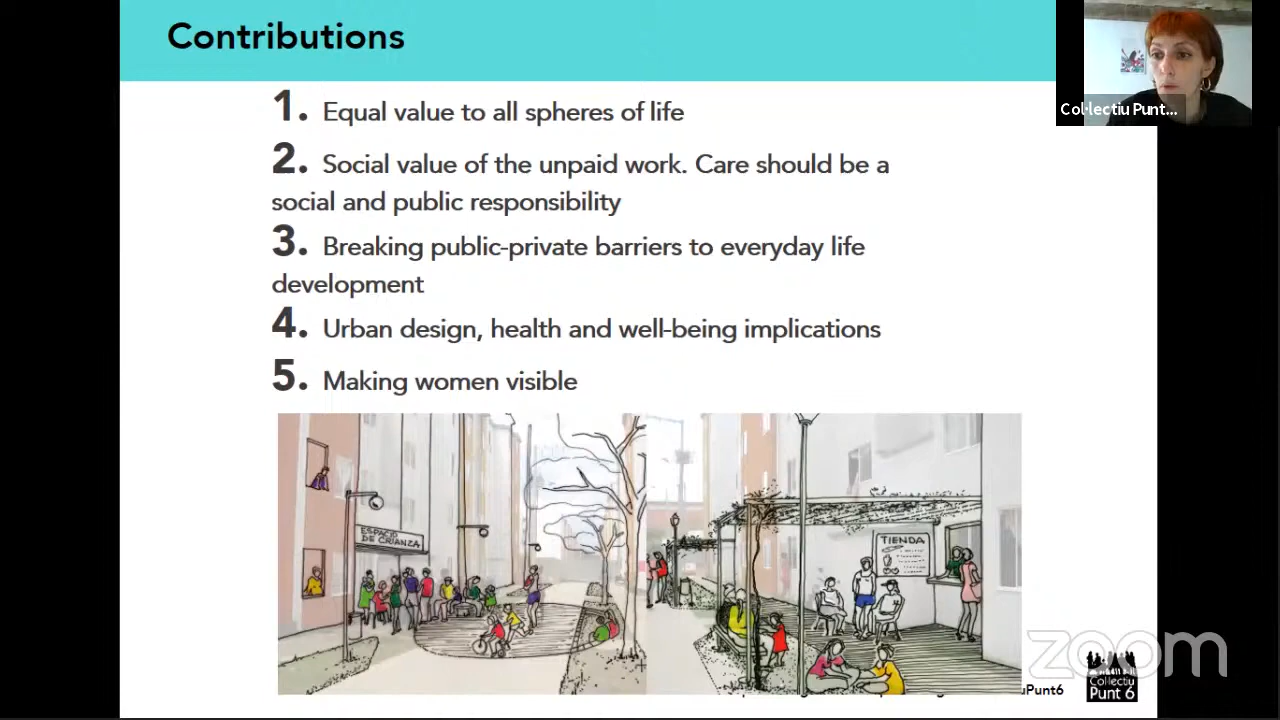 Contributions
Col·lectiu Punt...
1. Equal value to all spheres of life
2. Social value of the unpaid work. Care should be a
social and public responsibility
3. Breaking public-private barriers to everyday life
development
4. Urban design, health and well-being implications
5. Making women visible
ESPACIO
DE CRIANZA
TIENDA
zoom
Col·lectiu
Punt 6
uPunt6